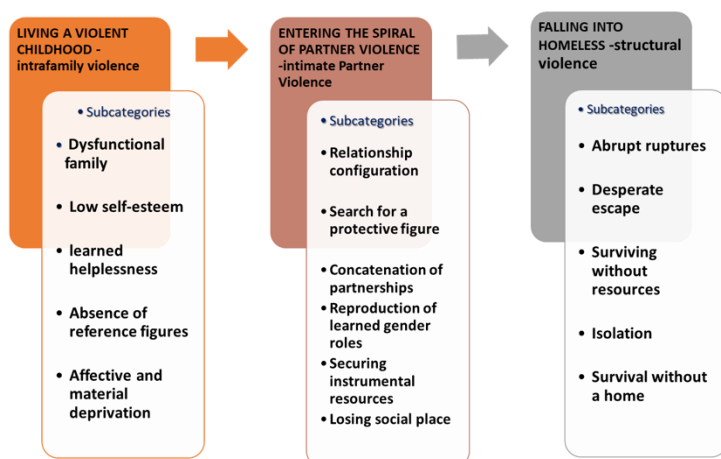 LIVING A VIOLENT
CHILDHOOD -
intrafamily violence
• Subcategories
• Dysfunctional
family
• Low self-esteem
• learned
helplessness
• Absence of
reference figures
• Affective and
material
deprivation
ENTERING THE SPIRAL
OF PARTNER VIOLENCE
-intimate Partner
Violence
• Subcategories
• Relationship
configuration
• Search for a
protective figure
• Concatenation of
partnerships
• Reproduction of
learned gender
roles
• Securing
instrumental
resources
• Losing social place
FALLING INTO
HOMELESS -structural
violence
• Subcategories
• Abrupt ruptures
• Desperate
escape
• Surviving
without
resources
• Isolation
• Survival without
a home